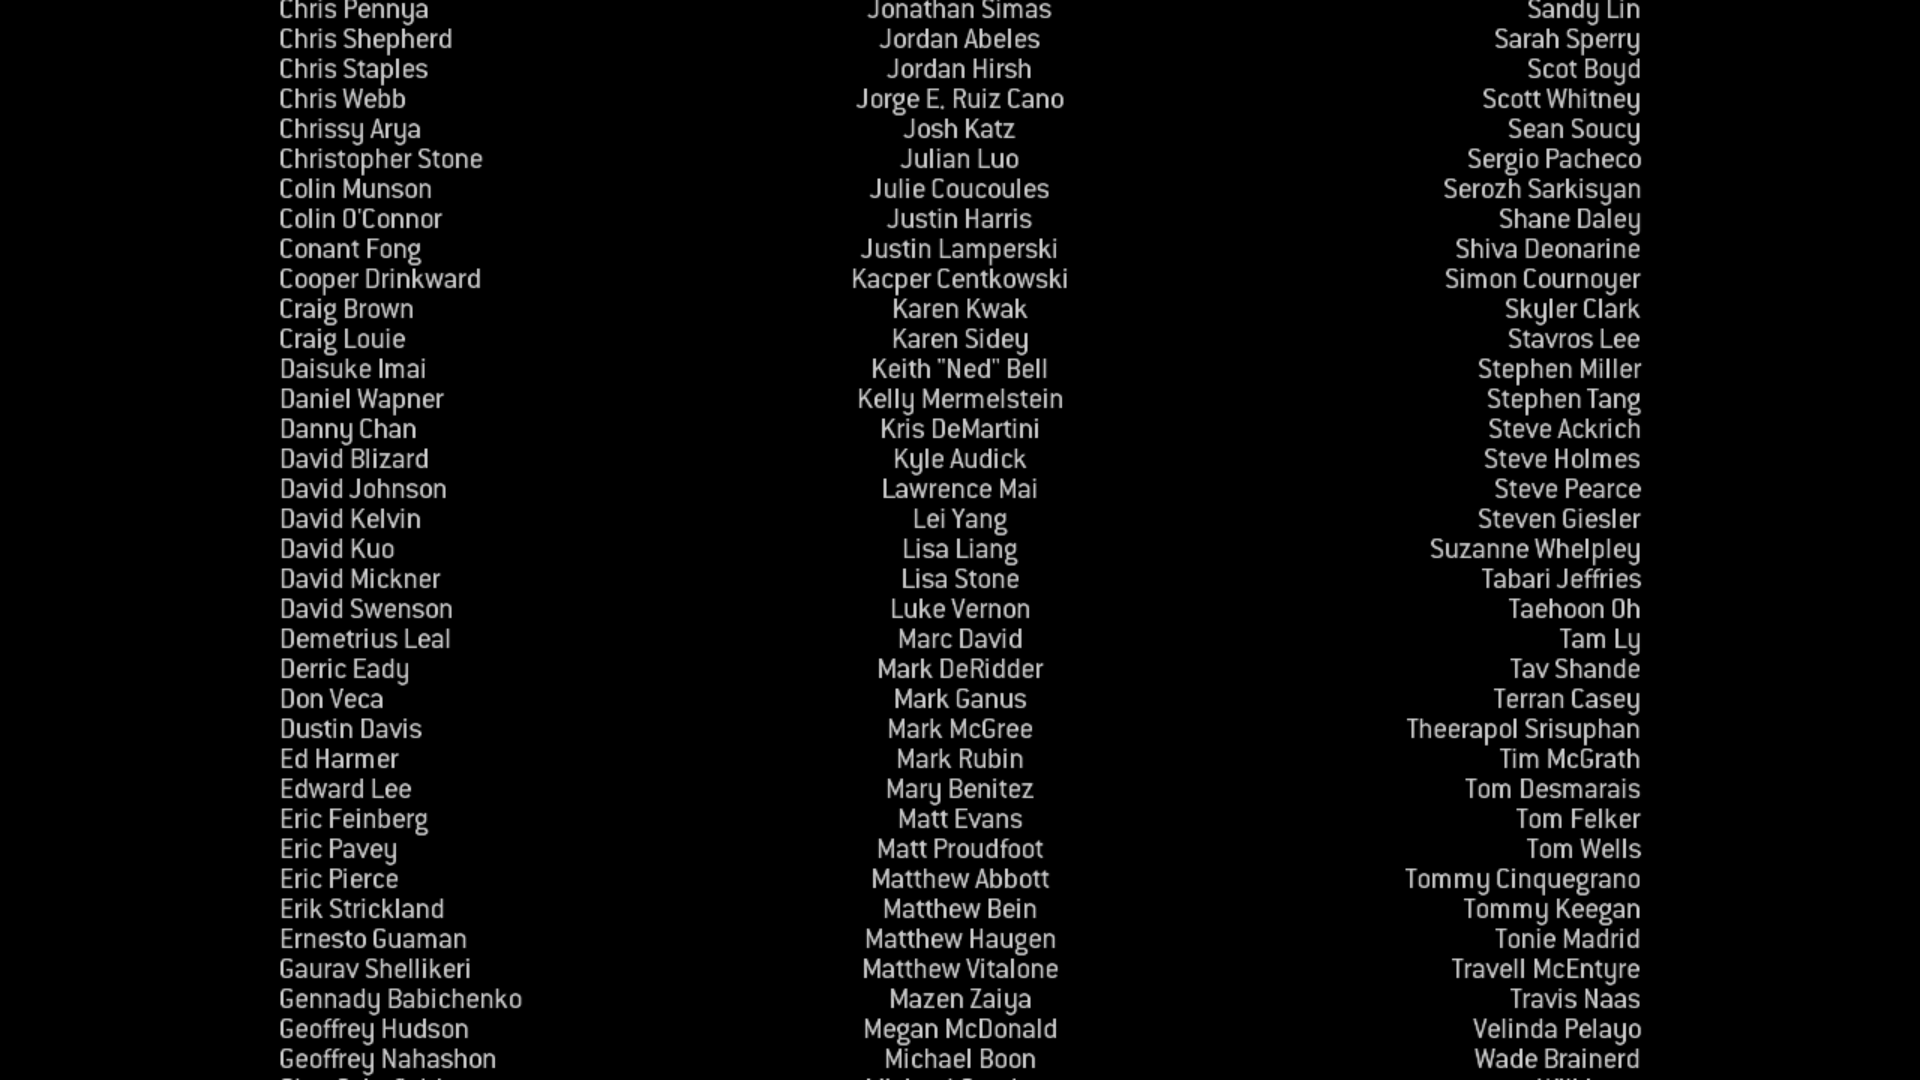 Chris Pennya
Chris Shepherd
Chris Staples
Chris Webb
Chrissy Arya
Christopher Stone
Colin Munson
Colin O'Connor
Conant Fong
Cooper Drinkward
Craig Brown
Craig Louie
Daisuke Imai
Daniel Wapner
Danny Chan
David Blizard
David Johnson
David Kelvin
David Kuo
David Mickner
David Swenson
Demetrius Leal
Derric Eady
Don Veca
Dustin Davis
Ed Harmer
Edward Lee
Eric Feinberg
Eric Pavey
Eric Pierce
Erik Strickland
Ernesto Guaman
Gaurav Shellikeri
Gennady Babichenko
Geoffrey Hudson
Geoffrey Nahashon
Jonathan Simas
Jordan Abeles
Jordan Hirsh
Jorge E. Ruiz Cano
Josh Katz
Julian Luo
Julie Coucoules
Justin Harris
Justin Lamperski
Kacper Centkowski
Karen Kwak
Karen Sidey
Keith "Ned" Bell
Kelly Mermelstein
Kris DeMartini
Kyle Audick
Lawrence Mai
Lei Yang
Lisa Liang
Lisa Stone
Luke Vernon
Marc David
Mark DeRidder
Mark Ganus
Mark McGree
Mark Rubin
Mary Benitez
Matt Evans
Matt Proudfoot
Matthew Abbott
Matthew Bein
Matthew Haugen
Matthew Vitalone
Mazen Zaiya
Megan McDonald
Michael Boon
Sandy Lin
Sarah Sperry
Scot Boyd
Scott Whitney
Sean Soucy
Sergio Pacheco
Serozh Sarkisyan
Shane Daley
Shiva Deonarine
Simon Cournoyer
Skyler Clark
Stavros Lee
Stephen Miller
Stephen Tang
Steve Ackrich
Steve Holmes
Steve Pearce
Steven Giesler
Suzanne Whelpley
Tabari Jeffries
Taehoon Oh
Tam Ly
Tav Shande
Terran Casey
Theerapol Srisuphan
Tim McGrath
Tom Desmarais
Tom Felker
Tom Wells
Tommy Cinquegrano
Tommy Keegan
Tonie Madrid
Travell McEntyre
Travis Naas
Velinda Pelayo
Wade Brainerd